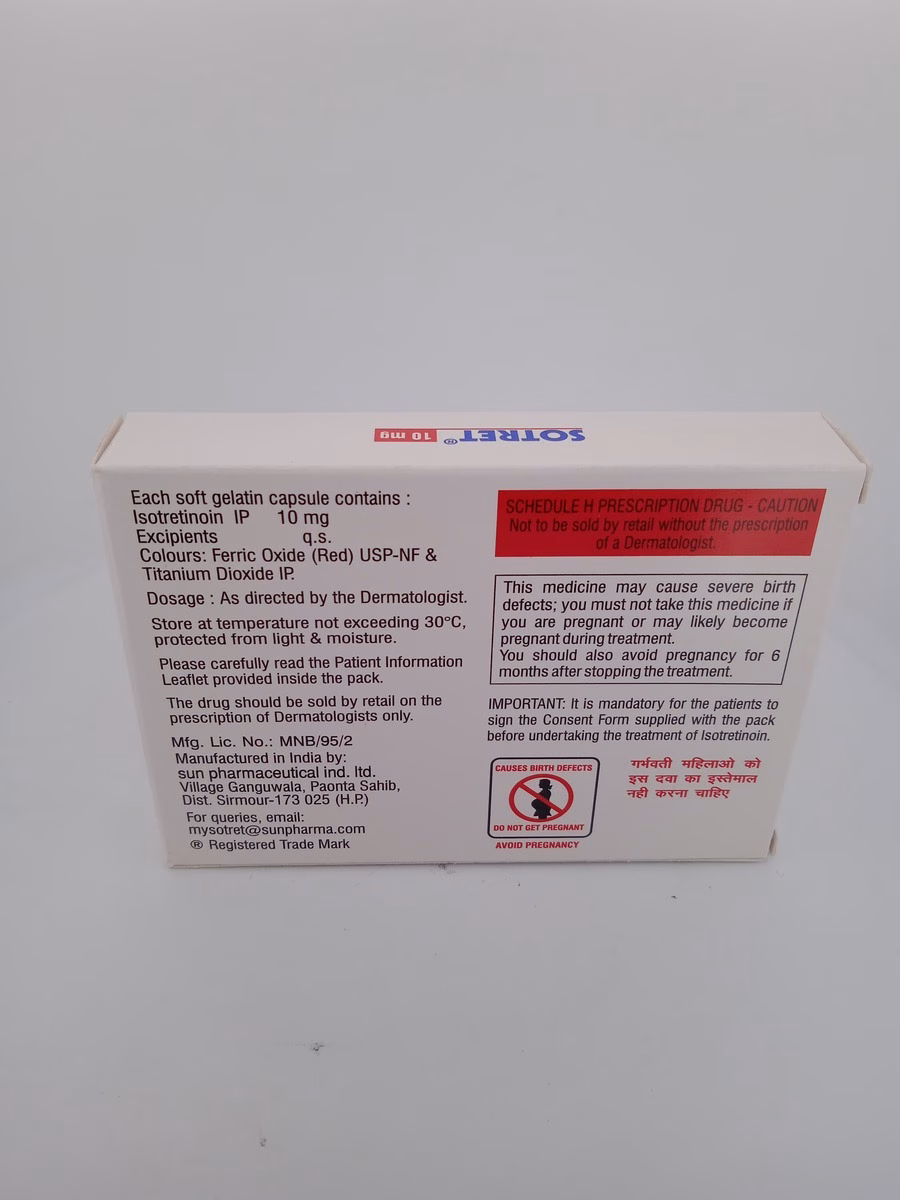 SOTRET® 10 mg
Each soft gelatin capsule contains :
Isotretinoin IP 10 mg
Excipients q.s.
Colours: Ferric Oxide (Red) USP-NF &
Titanium Dioxide IP.
Dosage : As directed by the Dermatologist.
Store at temperature not exceeding 30°C,
protected from light & moisture.
Please carefully read the Patient Information
Leaflet provided inside the pack.
The drug should be sold by retail on the
prescription of Dermatologists only.
Mfg. Lic. No.: MNB/95/2
Manufactured in India by:
sun pharmaceutical ind. ltd.
Village Ganguwala, Paonta Sahib,
Dist. Sirmour-173 025 (H.P.)
For queries, email:
mysotret@sunpharma.com
® Registered Trade Mark
SCHEDULE H PRESCRIPTION DRUG - CAUTION
Not to be sold by retail without the prescription
of a Dermatologist.
This medicine may cause severe birth
defects; you must not take this medicine if
you are pregnant or may likely become
pregnant during treatment.
You should also avoid pregnancy for 6
months after stopping the treatment.
IMPORTANT: It is mandatory for the patients to
sign the Consent Form supplied with the pack
before undertaking the treatment of Isotretinoin.
CAUSES BIRTH DEFECTS
DO NOT GET PREGNANT
AVOID PREGNANCY
गर्भवती महिलाओ को
इस दवा का इस्तेमाल
नही करना चाहिए